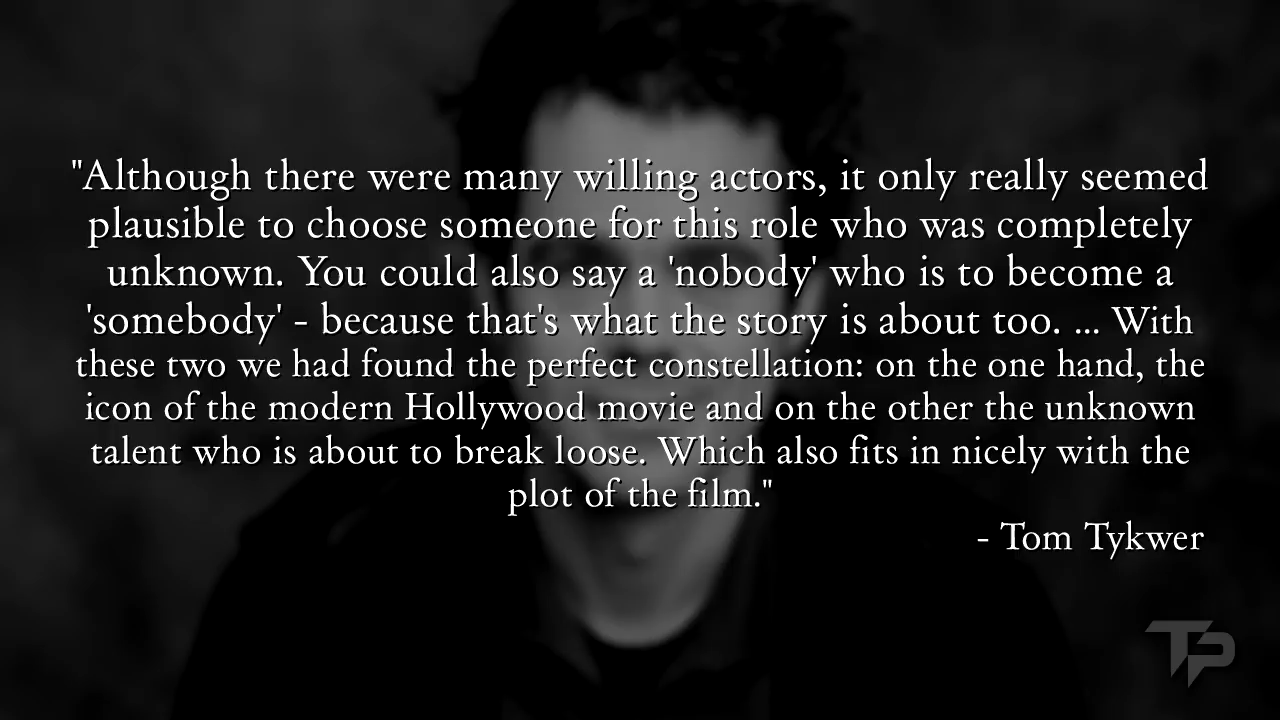 "Although there were many willing actors, it only really seemed
plausible to choose someone for this role who was completely
unknown. You could also say a 'nobody' who is to become a
'somebody' - because that's what the story is about too. ... With
these two we had found the perfect constellation: on the one hand, the
icon of the modern Hollywood movie and on the other the unknown
talent who is about to break loose. Which also fits in nicely with the
plot of the film."
- Tom Tykwer
TP